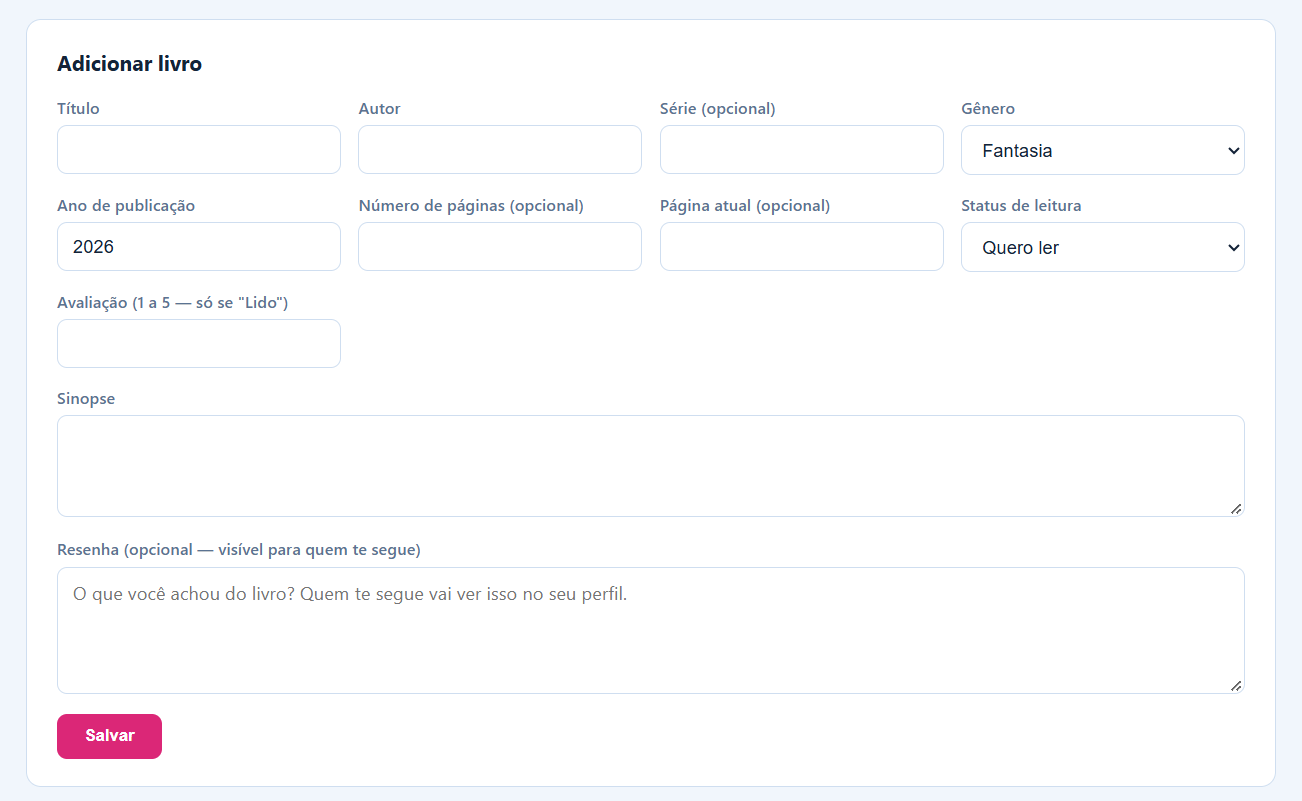 Adicionar livro
Título
Autor
Série (opcional)
Gênero
Fantasia
Ano de publicação
Número de páginas (opcional)
Página atual (opcional)
Status de leitura
2026
Quero ler
Avaliação (1 a 5 — só se "Lido")
Sinopse
Resenha (opcional — visível para quem te segue)
O que você achou do livro? Quem te segue vai ver isso no seu perfil.
Salvar